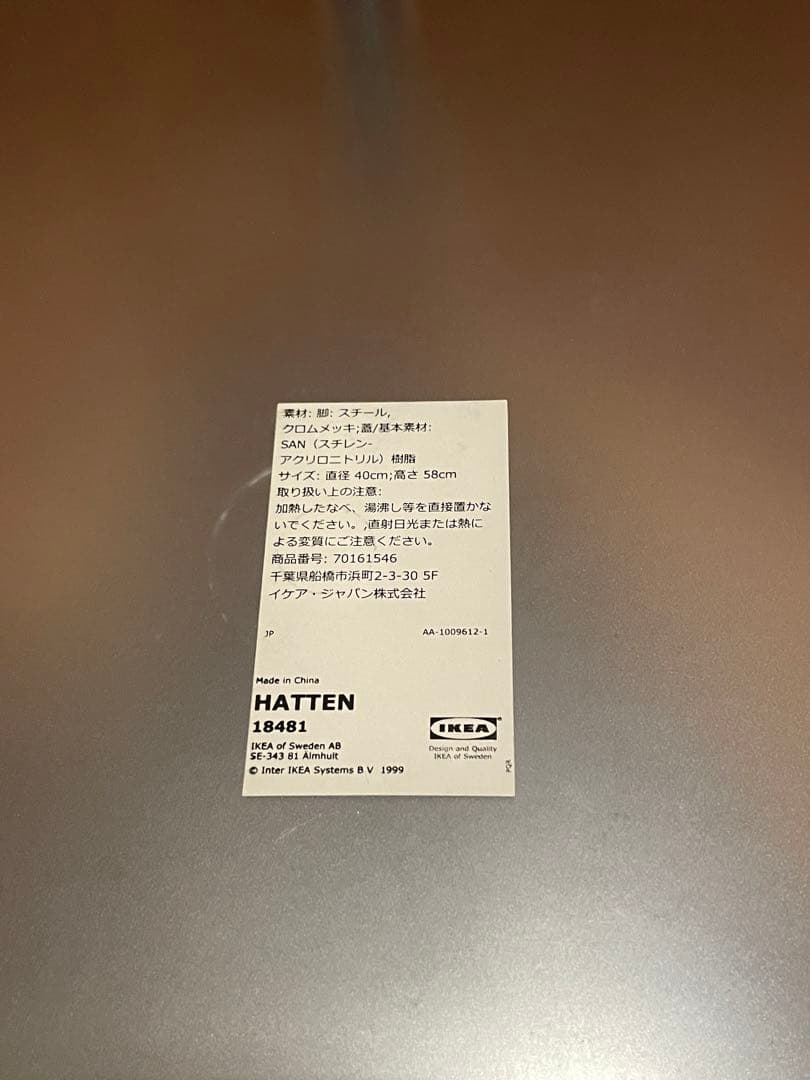 素材: 脚: スチール,
クロムメッキ;蓋/基本素材:
SAN（スチレン-
アクリロニトリル）樹脂
サイズ: 直径 40cm;高さ 58cm
取り扱い上の注意:
加熱したなべ、湯沸し等を直接置かな
いでください。,直射日光または熱に
よる変質にご注意ください。
商品番号: 70161546
千葉県船橋市浜町2-3-30 5F
イケア・ジャパン株式会社
JP AA-1009612-1
Made in China
HATTEN
18481
IKEA of Sweden AB
SE-343 81 Älmhult
© Inter IKEA Systems B V 1999
IKEA
Design and Quality
IKEA of Sweden